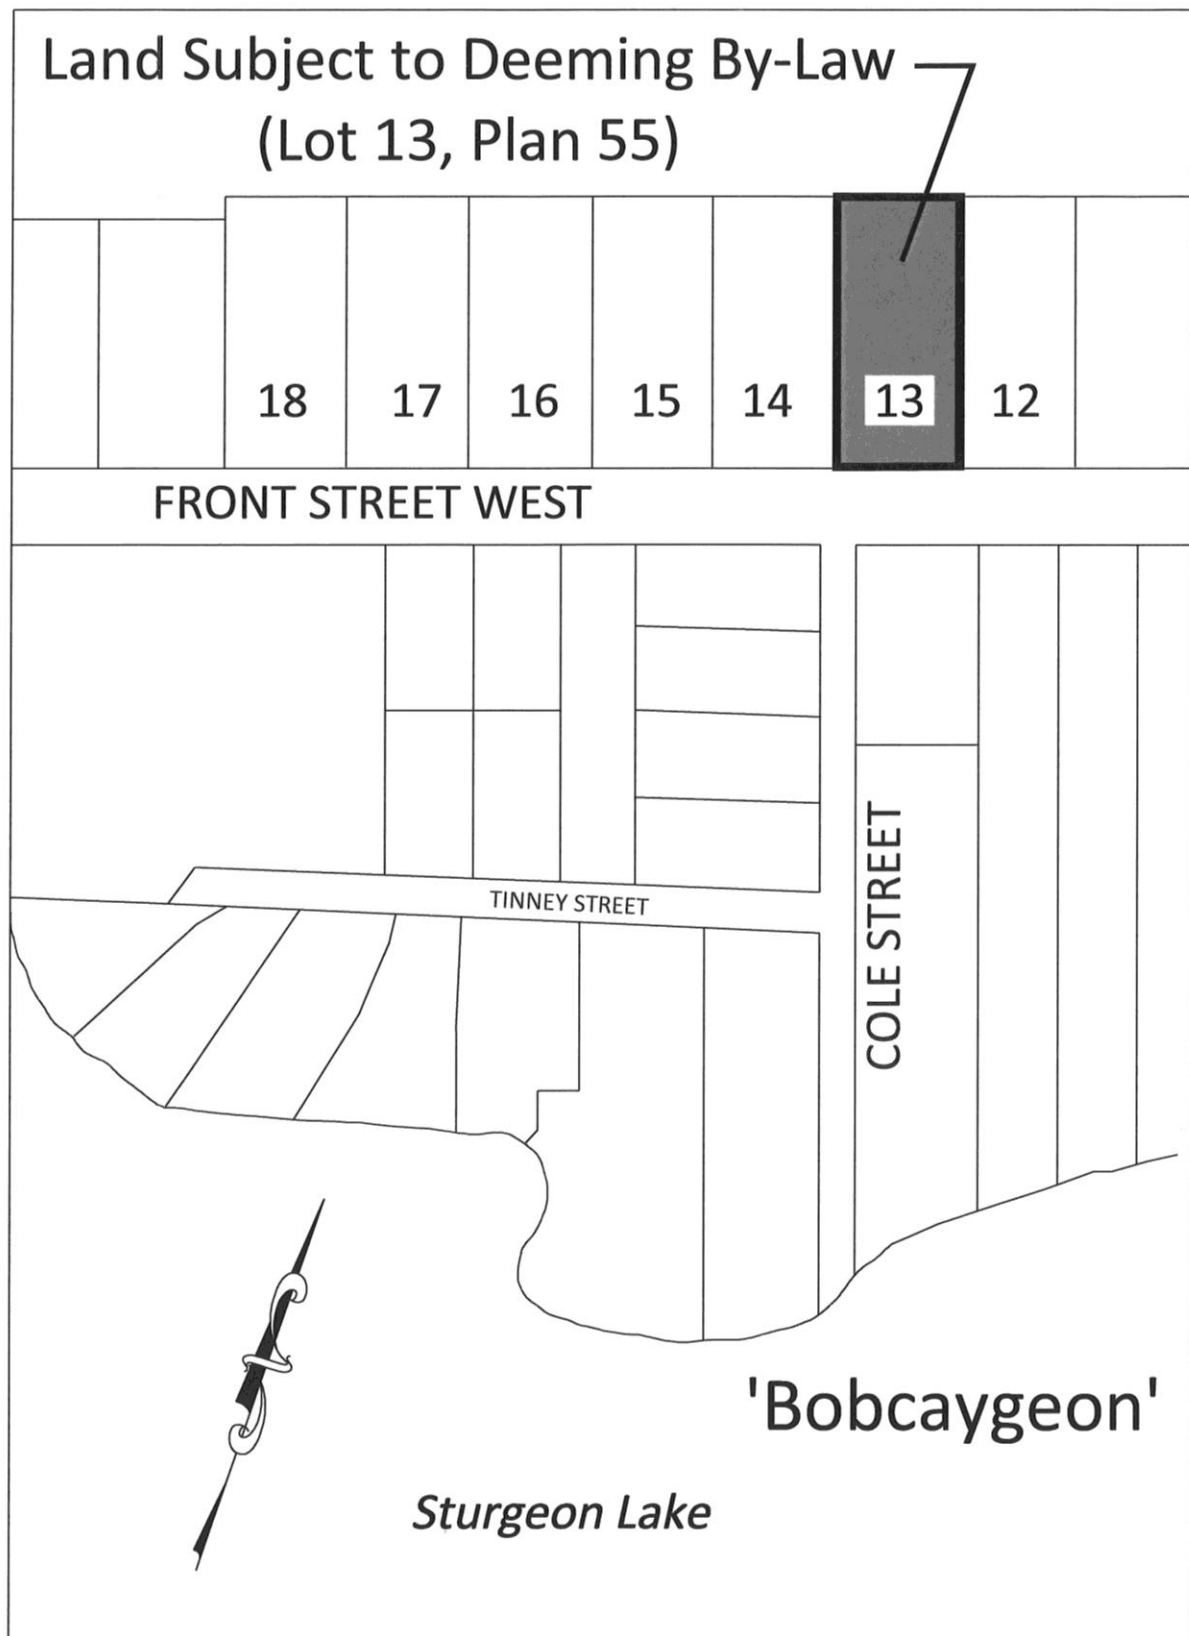 Land Subject to Deeming By-Law
(Lot 13, Plan 55)
18 17 16 15 14 13 12
FRONT STREET WEST
TINNEY STREET
COLE STREET
'Bobcaygeon'
Sturgeon Lake